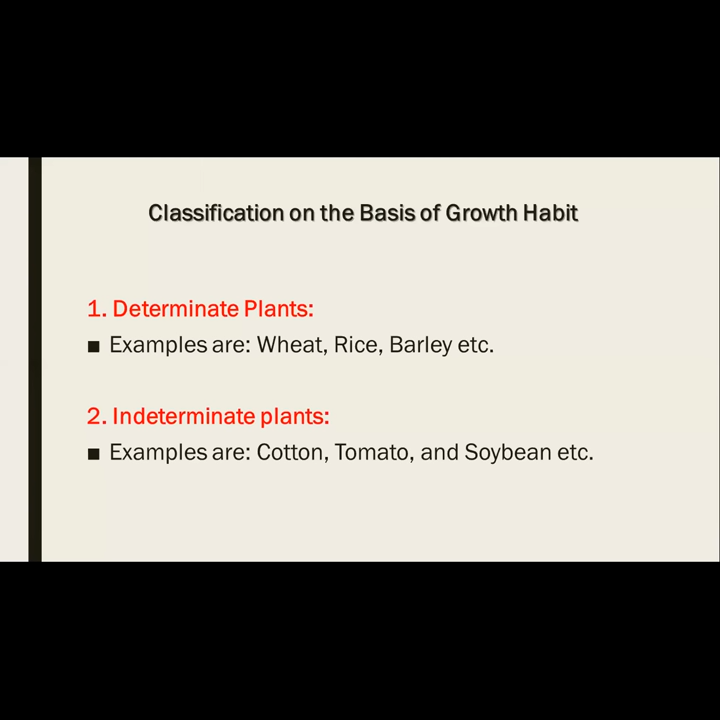 Classification on the Basis of Growth Habit
1. Determinate Plants:
■ Examples are: Wheat, Rice, Barley etc.
2. Indeterminate plants:
■ Examples are: Cotton, Tomato, and Soybean etc.